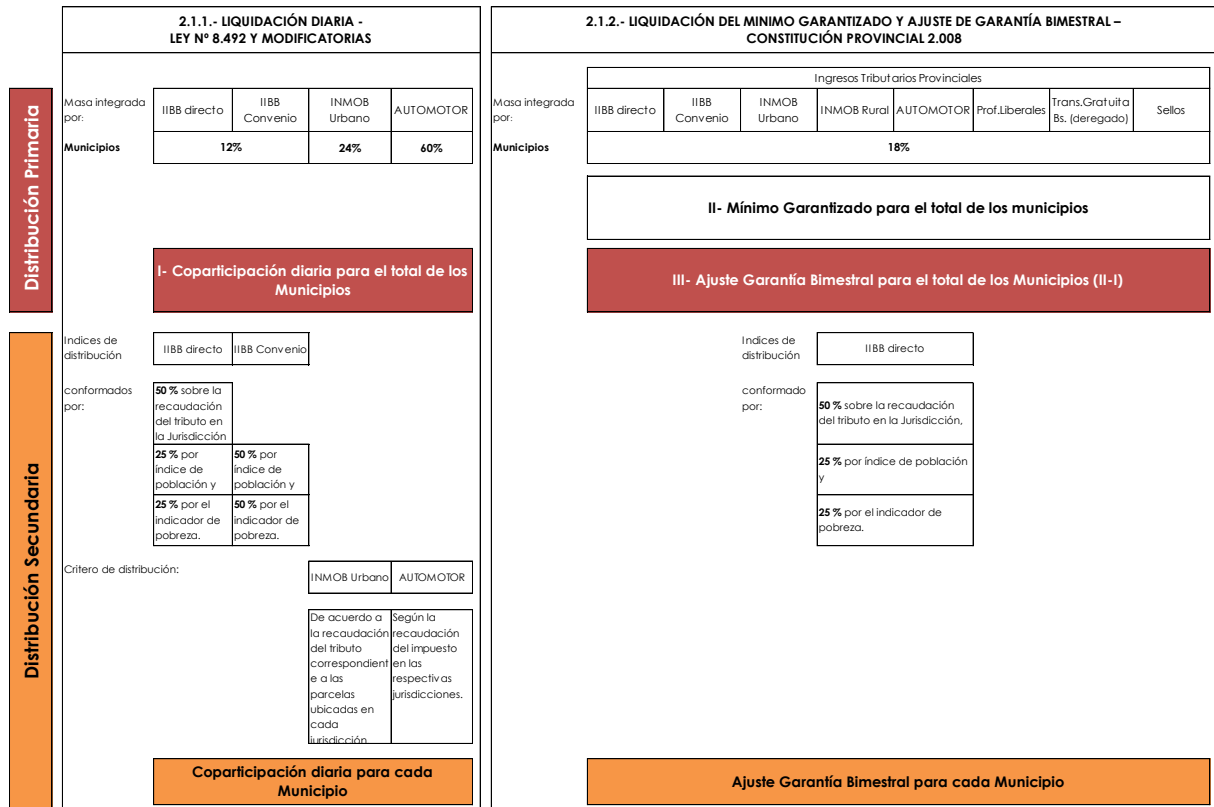 2.1.1.- LIQUIDACIÓN DIARIA -
LEY Nº 8.492 Y MODIFICATORIAS
Distribución Primaria
Masa integrada
por:
IIBB directo
IIBB
Convenio
INMOB
Urbano
AUTOMOTOR
Municipios
12%
24%
60%
I- Coparticipación diaria para el total de los
Municipios
2.1.2.- LIQUIDACIÓN DEL MINIMO GARANTIZADO Y AJUSTE DE GARANTÍA BIMESTRAL –
CONSTITUCIÓN PROVINCIAL 2.008
Ingresos Tributarios Provinciales
Masa integrada
por:
IIBB directo
IIBB
Convenio
INMOB
Urbano
INMOB Rural
AUTOMOTOR
Prof.Liberales
Trans.Gratuita
Bs. (deregado)
Sellos
Municipios
18%
II- Mínimo Garantizado para el total de los municipios
III- Ajuste Garantía Bimestral para el total de los Municipios (II-I)
Distribución Secundaria
Indices de
distribución
IIBB directo
IIBB Convenio
conformados
por:
50 % sobre la
recaudación
del tributo en
la Jurisdicción
25 % por
índice de
población y
50 % por
índice de
población y
25 % por el
indicador de
pobreza.
50 % por el
indicador de
pobreza.
Critero de distribución:
INMOB Urbano
AUTOMOTOR
De acuerdo a
la recaudación
del tributo
correspondient
e a las
parcelas
ubicadas en
cada
jurisdicción
Según la
recaudación
del impuesto
en las
respectivas
jurisdicciones.
Coparticipación diaria para cada
Municipio
Indices de
distribución
IIBB directo
conformado
por:
50 % sobre la recaudación
del tributo en la Jurisdicción,
25 % por índice de población
y
25 % por el indicador de
pobreza.
Ajuste Garantía Bimestral para cada Municipio